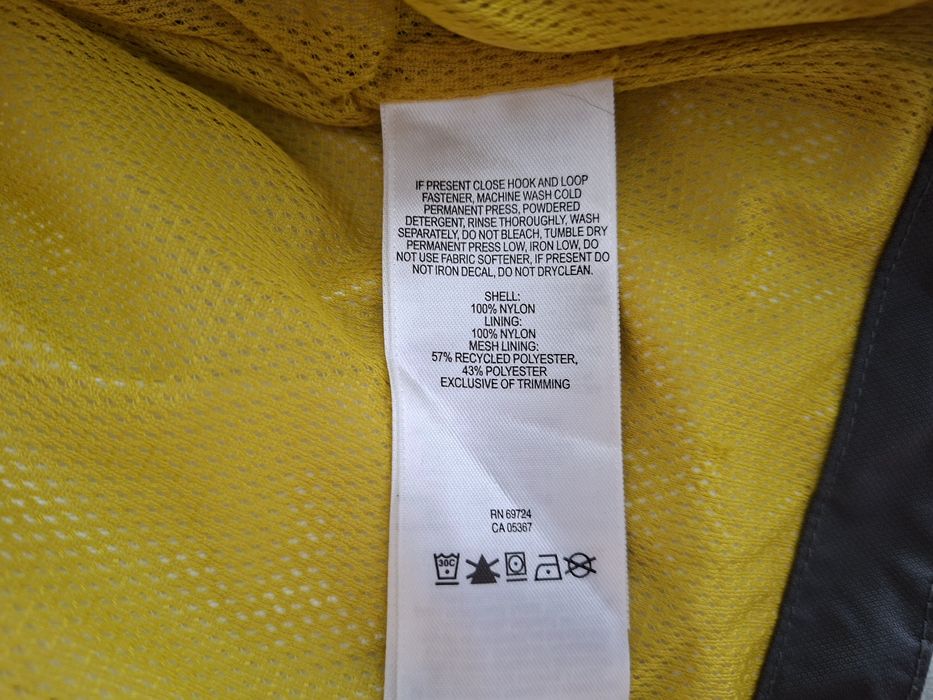 IF PRESENT CLOSE HOOK AND LOOP
FASTENER, MACHINE WASH COLD
PERMANENT PRESS, POWDERED
DETERGENT, RINSE THOROUGHLY, WASH
SEPARATELY, DO NOT BLEACH, TUMBLE DRY
PERMANENT PRESS LOW, IRON LOW, DO
NOT USE FABRIC SOFTENER, IF PRESENT DO
NOT IRON DECAL, DO NOT DRYCLEAN.
SHELL:
100% NYLON
LINING:
100% NYLON
MESH LINING:
57% RECYCLED POLYESTER,
43% POLYESTER
EXCLUSIVE OF TRIMMING
RN 69724
CA 05367
30C